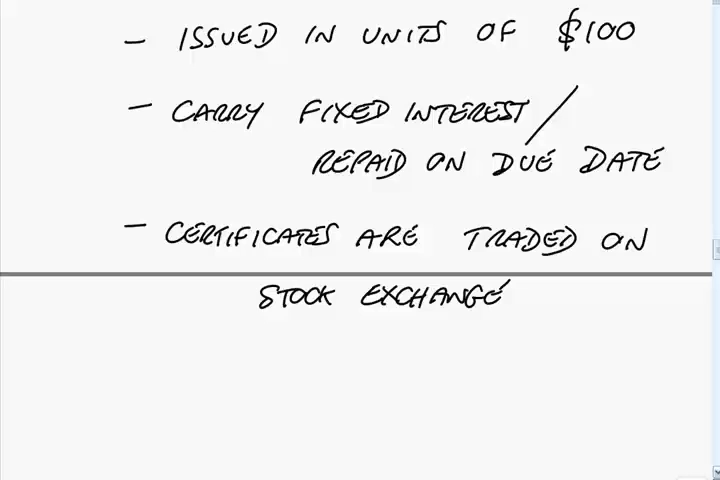 – ISSUED IN UNITS OF $100
– CARRY FIXED INTEREST /
REPAID ON DUE DATE
– CERTIFICATES ARE TRADED ON
STOCK EXCHANGE